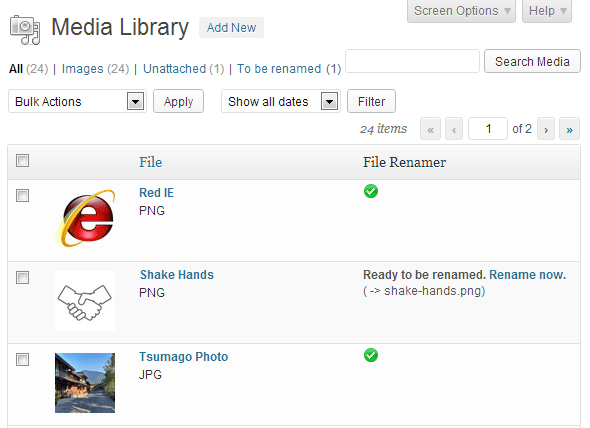 Screen Options Help
Media Library Add New
All (24) | Images (24) | Unattached (1) | To be renamed (1) Search Media
Bulk Actions Apply Show all dates Filter
24 items « ‹ 1 of 2 › »
File File Renamer
Red IE
PNG
Shake Hands Ready to be renamed. Rename now.
PNG ( -> shake-hands.png)
Tsumago Photo
JPG